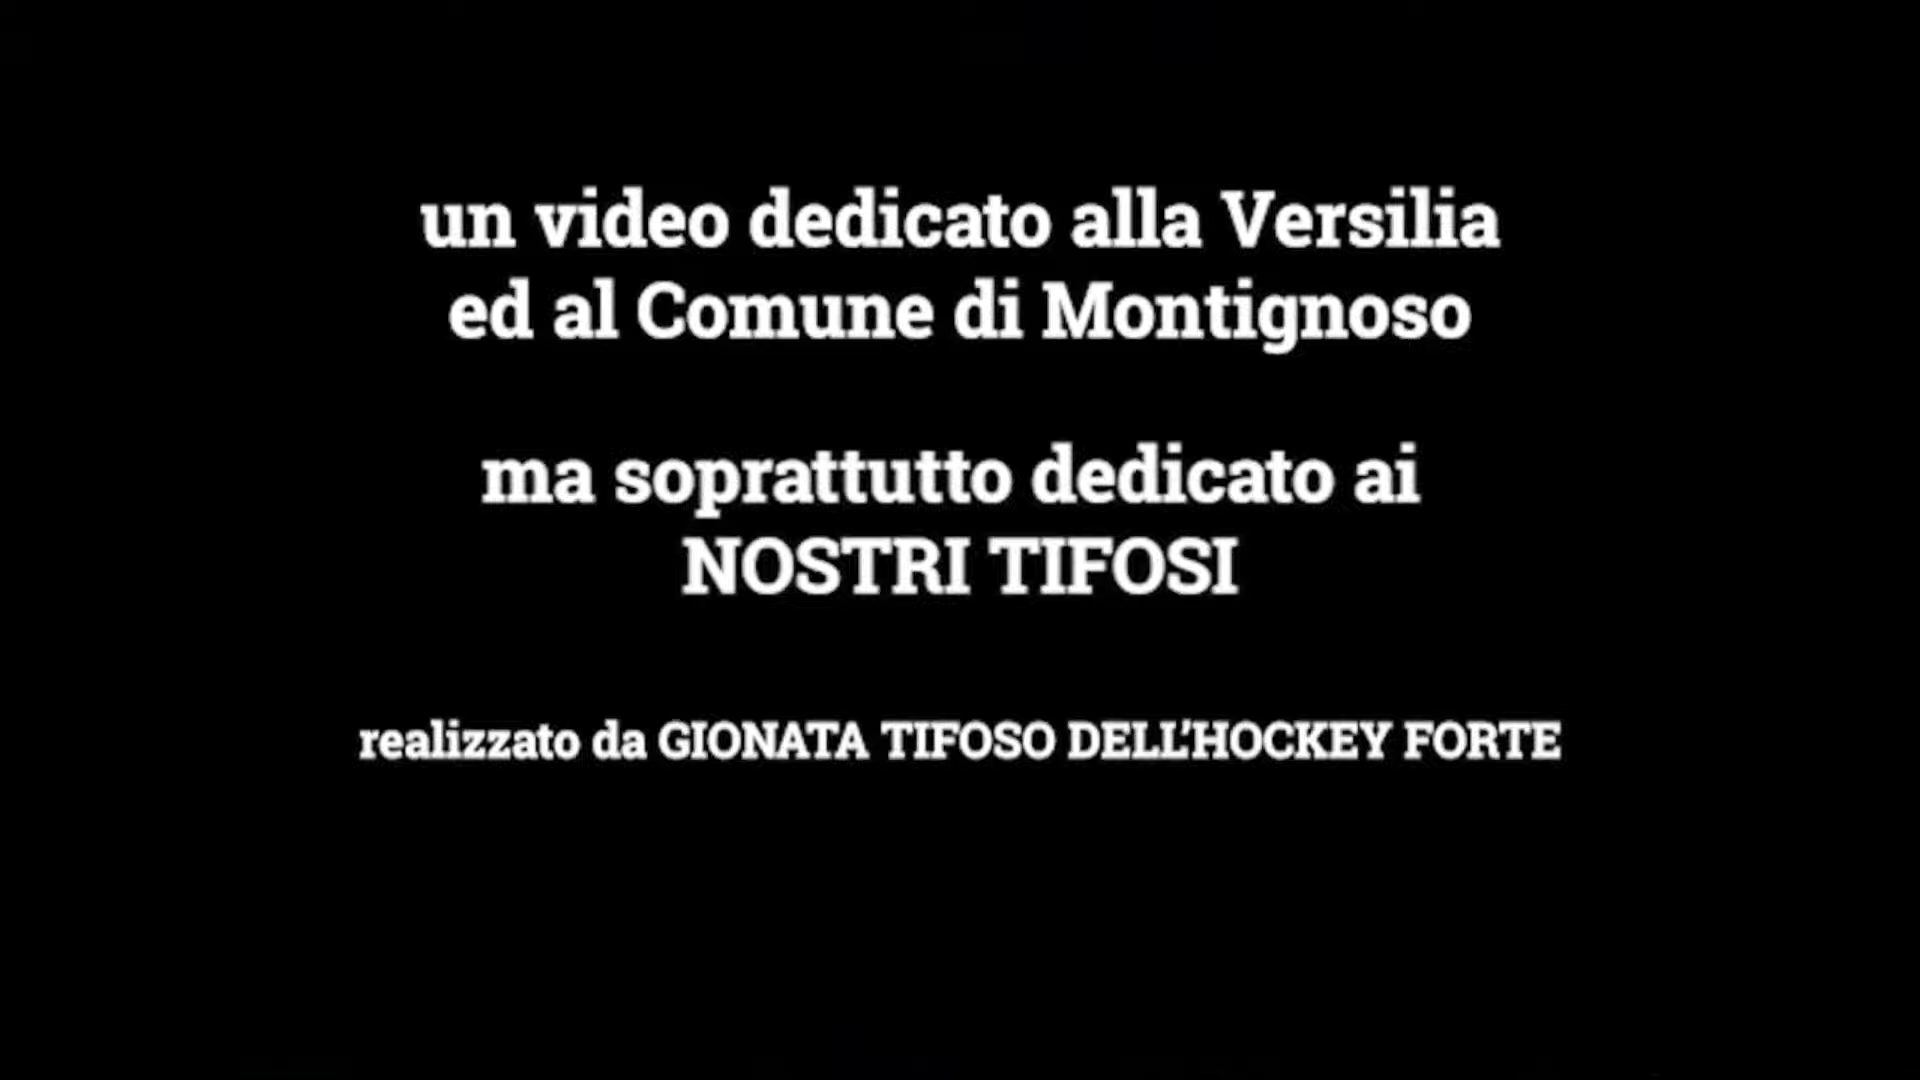 un video dedicato alla Versilia
ed al Comune di Montignoso
ma soprattutto dedicato ai
NOSTRI TIFOSI
realizzato da GIONATA TIFOSO DELL’HOCKEY FORTE